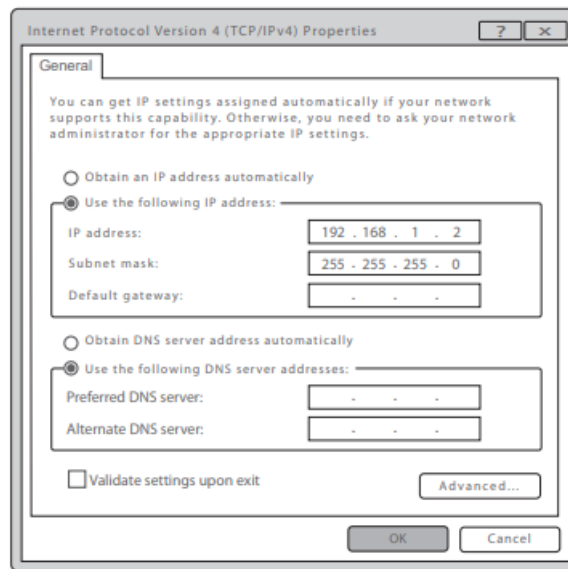 Internet Protocol Version 4 (TCP/IPv4) Properties ? ×
General
You can get IP settings assigned automatically if your network
supports this capability. Otherwise, you need to ask your network
administrator for the appropriate IP settings.
Obtain an IP address automatically
Use the following IP address:
IP address: 192 . 168 . 1 . 2
Subnet mask: 255 . 255 . 255 . 0
Default gateway: . . .
Obtain DNS server address automatically
Use the following DNS server addresses:
Preferred DNS server: . . .
Alternate DNS server: . . .
Validate settings upon exit
Advanced...
OK Cancel